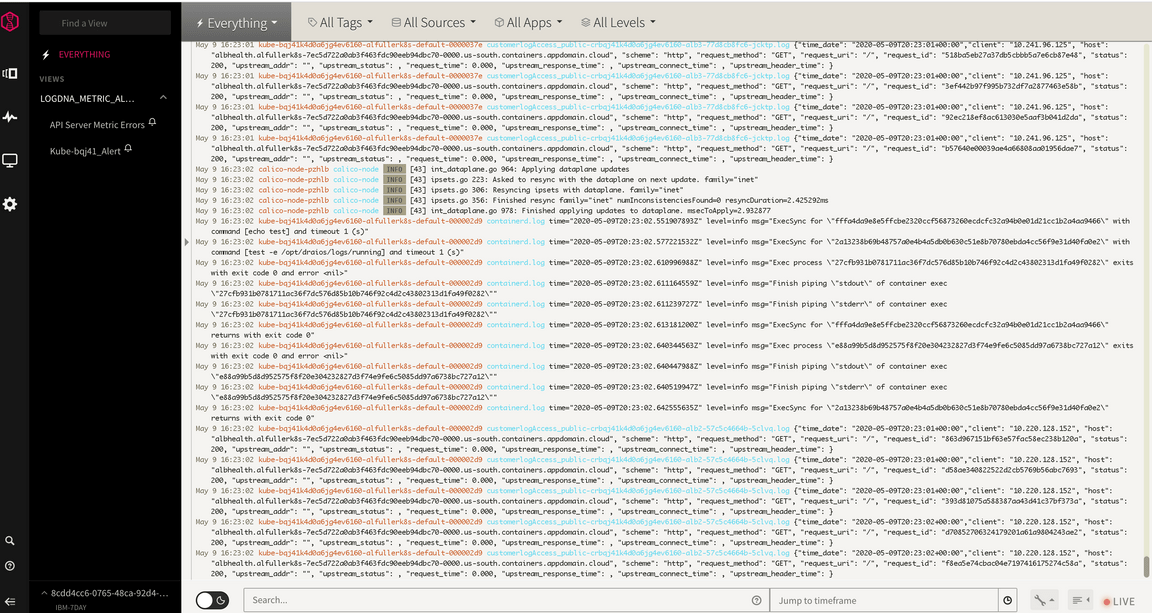 Find a View
EVERYTHING
VIEWS
LOGDNA_METRIC_AL...
API Server Metric Errors
Kube-bqj41_Alert
8cdd4cc6-0765-48ca-92d4-...
IBM-7DAY
Everything All Tags All Sources All Apps All Levels
May 9 16:23:01 kube-bqj41k4d0a6jg4ev6160-alfullerk8s-default-0000037e customerlogAccess_public-crbqj41k4d0a6jg4ev6160-alb3-77d8cb8fc6-jcktp.log {"time_date": "2020-05-09T20:23:01+00:00","client": "10.241.96.125", "host":
"albhealth.alfullerk8s-7ec5d722a0ab3f463fdc90eeb94dbc70-0000.us-south.containers.appdomain.cloud", "scheme": "http", "request_method": "GET", "request_uri": "/", "request_id": "518ba5eb27a37db5cbbb5a7e6cb87e48", "status":
200, "upstream_addr": "", "upstream_status": , "request_time": 0.000, "upstream_response_time": , "upstream_connect_time": , "upstream_header_time": }
May 9 16:23:01 kube-bqj41k4d0a6jg4ev6160-alfullerk8s-default-0000037e customerlogAccess_public-crbqj41k4d0a6jg4ev6160-alb3-77d8cb8fc6-jcktp.log {"time_date": "2020-05-09T20:23:01+00:00","client": "10.241.96.125", "host":
"albhealth.alfullerk8s-7ec5d722a0ab3f463fdc90eeb94dbc70-0000.us-south.containers.appdomain.cloud", "scheme": "http", "request_method": "GET", "request_uri": "/", "request_id": "3ef442b97f995b732df7a2877463e58b", "status":
200, "upstream_addr": "", "upstream_status": , "request_time": 0.000, "upstream_response_time": , "upstream_connect_time": , "upstream_header_time": }
May 9 16:23:01 kube-bqj41k4d0a6jg4ev6160-alfullerk8s-default-0000037e customerlogAccess_public-crbqj41k4d0a6jg4ev6160-alb3-77d8cb8fc6-jcktp.log {"time_date": "2020-05-09T20:23:01+00:00","client": "10.241.96.125", "host":
"albhealth.alfullerk8s-7ec5d722a0ab3f463fdc90eeb94dbc70-0000.us-south.containers.appdomain.cloud", "scheme": "http", "request_method": "GET", "request_uri": "/", "request_id": "92ec218ef8ac613030e5aaf3b041d2da", "status":
200, "upstream_addr": "", "upstream_status": , "request_time": 0.000, "upstream_response_time": , "upstream_connect_time": , "upstream_header_time": }
May 9 16:23:01 kube-bqj41k4d0a6jg4ev6160-alfullerk8s-default-0000037e customerlogAccess_public-crbqj41k4d0a6jg4ev6160-alb3-77d8cb8fc6-jcktp.log {"time_date": "2020-05-09T20:23:01+00:00","client": "10.241.96.125", "host":
"albhealth.alfullerk8s-7ec5d722a0ab3f463fdc90eeb94dbc70-0000.us-south.containers.appdomain.cloud", "scheme": "http", "request_method": "GET", "request_uri": "/", "request_id": "b57640e00039ae4a66808aa01956dae7", "status":
200, "upstream_addr": "", "upstream_status": , "request_time": 0.000, "upstream_response_time": , "upstream_connect_time": , "upstream_header_time": }
May 9 16:23:02 calico-node-pzhlb calico-node INFO [43] int_dataplane.go 964: Applying dataplane updates
May 9 16:23:02 calico-node-pzhlb calico-node INFO [43] ipsets.go 223: Asked to resync with the dataplane on next update. family="inet"
May 9 16:23:02 calico-node-pzhlb calico-node INFO [43] ipsets.go 306: Resyncing ipsets with dataplane. family="inet"
May 9 16:23:02 calico-node-pzhlb calico-node INFO [43] ipsets.go 356: Finished resync family="inet" numInconsistenciesFound=0 resyncDuration=2.425292ms
May 9 16:23:02 calico-node-pzhlb calico-node INFO [43] int_dataplane.go 978: Finished applying updates to dataplane. msecToApply=2.932877
May 9 16:23:02 kube-bqj41k4d0a6jg4ev6160-alfullerk8s-default-000002d9 containerd.log time="2020-05-09T20:23:02.551907893Z" level=info msg="ExecSync for \"fffa4da9e8e5ffcbe2320ccf56873260ecdcfc32a94b0e01d21cc1b2a4aa9466\" with
command [echo test] and timeout 1 (s)"
May 9 16:23:02 kube-bqj41k4d0a6jg4ev6160-alfullerk8s-default-000002d9 containerd.log time="2020-05-09T20:23:02.577221532Z" level=info msg="ExecSync for \"2a13238b69b48757a0e4b4a5db0b630c51e8b70780ebda4cc56f9e31d40fa0e2\" with
command [test -e /opt/draios/logs/running] and timeout 1 (s)
May 9 16:23:02 kube-bqj41k4d0a6jg4ev6160-alfullerk8s-default-000002d9 containerd.log time="2020-05-09T20:23:02.610996988Z" level=info msg="Exec process \"27cfb931b0781711ac36f7dc576d85b10b746f92c4d2c43802313d1fa49f0282\" exits
with exit code 0 and error <nil>"
May 9 16:23:02 kube-bqj41k4d0a6jg4ev6160-alfullerk8s-default-000002d9 containerd.log time="2020-05-09T20:23:02.611164559Z" level=info msg="Finish piping \"stdout\" of container exec
\"27cfb931b0781711ac36f7dc576d85b10b746f92c4d2c43802313d1fa49f0282\""
May 9 16:23:02 kube-bqj41k4d0a6jg4ev6160-alfullerk8s-default-000002d9 containerd.log time="2020-05-09T20:23:02.611239727Z" level=info msg="Finish piping \"stderr\" of container exec
\"27cfb931b0781711ac36f7dc576d85b10b746f92c4d2c43802313d1fa49f0282\""
May 9 16:23:02 kube-bqj41k4d0a6jg4ev6160-alfullerk8s-default-000002d9 containerd.log time="2020-05-09T20:23:02.613181200Z" level=info msg="ExecSync for \"fffa4da9e8e5ffcbe2320ccf56873260ecdcfc32a94b0e01d21cc1b2a4aa9466\"
returns with exit code 0"
May 9 16:23:02 kube-bqj41k4d0a6jg4ev6160-alfullerk8s-default-000002d9 containerd.log time="2020-05-09T20:23:02.640344563Z" level=info msg="Exec process \"e88a99b5d8d952575f8f20e304232827d3f74e9fe6c5085dd97a6738bc727a12\" exits
with exit code 0 and error <nil>"
May 9 16:23:02 kube-bqj41k4d0a6jg4ev6160-alfullerk8s-default-000002d9 containerd.log time="2020-05-09T20:23:02.640447988Z" level=info msg="Finish piping \"stdout\" of container exec
\"e88a99b5d8d952575f8f20e304232827d3f74e9fe6c5085dd97a6738bc727a12\""
May 9 16:23:02 kube-bqj41k4d0a6jg4ev6160-alfullerk8s-default-000002d9 containerd.log time="2020-05-09T20:23:02.640519947Z" level=info msg="Finish piping \"stderr\" of container exec
\"e88a99b5d8d952575f8f20e304232827d3f74e9fe6c5085dd97a6738bc727a12\""
May 9 16:23:02 kube-bqj41k4d0a6jg4ev6160-alfullerk8s-default-000002d9 containerd.log time="2020-05-09T20:23:02.642555635Z" level=info msg="ExecSync for \"2a13238b69b48757a0e4b4a5db0b630c51e8b70780ebda4cc56f9e31d40fa0e2\"
returns with exit code 0"
May 9 16:23:02 kube-bqj41k4d0a6jg4ev6160-alfullerk8s-default-000002d9 customerlogAccess_public-crbqj41k4d0a6jg4ev6160-alb2-57c5c4664b-5clvq.log {"time_date": "2020-05-09T20:23:02+00:00","client": "10.220.128.152", "host":
"albhealth.alfullerk8s-7ec5d722a0ab3f463fdc90eeb94dbc70-0000.us-south.containers.appdomain.cloud", "scheme": "http", "request_method": "GET", "request_uri": "/", "request_id": "863d967151bf63e57fac58ec238b120a", "status":
200, "upstream_addr": "", "upstream_status": , "request_time": 0.000, "upstream_response_time": , "upstream_connect_time": , "upstream_header_time": }
May 9 16:23:02 kube-bqj41k4d0a6jg4ev6160-alfullerk8s-default-000002d9 customerlogAccess_public-crbqj41k4d0a6jg4ev6160-alb2-57c5c4664b-5clvq.log {"time_date": "2020-05-09T20:23:02+00:00","client": "10.220.128.152", "host":
"albhealth.alfullerk8s-7ec5d722a0ab3f463fdc90eeb94dbc70-0000.us-south.containers.appdomain.cloud", "scheme": "http", "request_method": "GET", "request_uri": "/", "request_id": "d58ae340822522d2cb5769b56abc7693", "status":
200, "upstream_addr": "", "upstream_status": , "request_time": 0.000, "upstream_response_time": , "upstream_connect_time": , "upstream_header_time": }
May 9 16:23:02 kube-bqj41k4d0a6jg4ev6160-alfullerk8s-default-000002d9 customerlogAccess_public-crbqj41k4d0a6jg4ev6160-alb2-57c5c4664b-5clvq.log {"time_date": "2020-05-09T20:23:02+00:00","client": "10.220.128.152", "host":
"albhealth.alfullerk8s-7ec5d722a0ab3f463fdc90eeb94dbc70-0000.us-south.containers.appdomain.cloud", "scheme": "http", "request_method": "GET", "request_uri": "/", "request_id": "393d81075a588387aa43d41c37bf373a", "status":
200, "upstream_addr": "", "upstream_status": , "request_time": 0.000, "upstream_response_time": , "upstream_connect_time": , "upstream_header_time": }
May 9 16:23:02 kube-bqj41k4d0a6jg4ev6160-alfullerk8s-default-000002d9 customerlogAccess_public-crbqj41k4d0a6jg4ev6160-alb2-57c5c4664b-5clvq.log {"time_date": "2020-05-09T20:23:02+00:00","client": "10.220.128.152", "host":
"albhealth.alfullerk8s-7ec5d722a0ab3f463fdc90eeb94dbc70-0000.us-south.containers.appdomain.cloud", "scheme": "http", "request_method": "GET", "request_uri": "/", "request_id": "d70852706324179201a61a9804243ae2", "status":
200, "upstream_addr": "", "upstream_status": , "request_time": 0.000, "upstream_response_time": , "upstream_connect_time": , "upstream_header_time": }
May 9 16:23:02 kube-bqj41k4d0a6jg4ev6160-alfullerk8s-default-000002d9 customerlogAccess_public-crbqj41k4d0a6jg4ev6160-alb2-57c5c4664b-5clvq.log {"time_date": "2020-05-09T20:23:02+00:00","client": "10.220.128.152", "host":
"albhealth.alfullerk8s-7ec5d722a0ab3f463fdc90eeb94dbc70-0000.us-south.containers.appdomain.cloud", "scheme": "http", "request_method": "GET", "request_uri": "/", "request_id": "f8ea5e74cbac04e7197416175274c58a", "status":
200, "upstream_addr": "", "upstream_status": , "request_time": 0.000, "upstream_response_time": , "upstream_connect_time": , "upstream_header_time": }
Search... Jump to timeframe LIVE